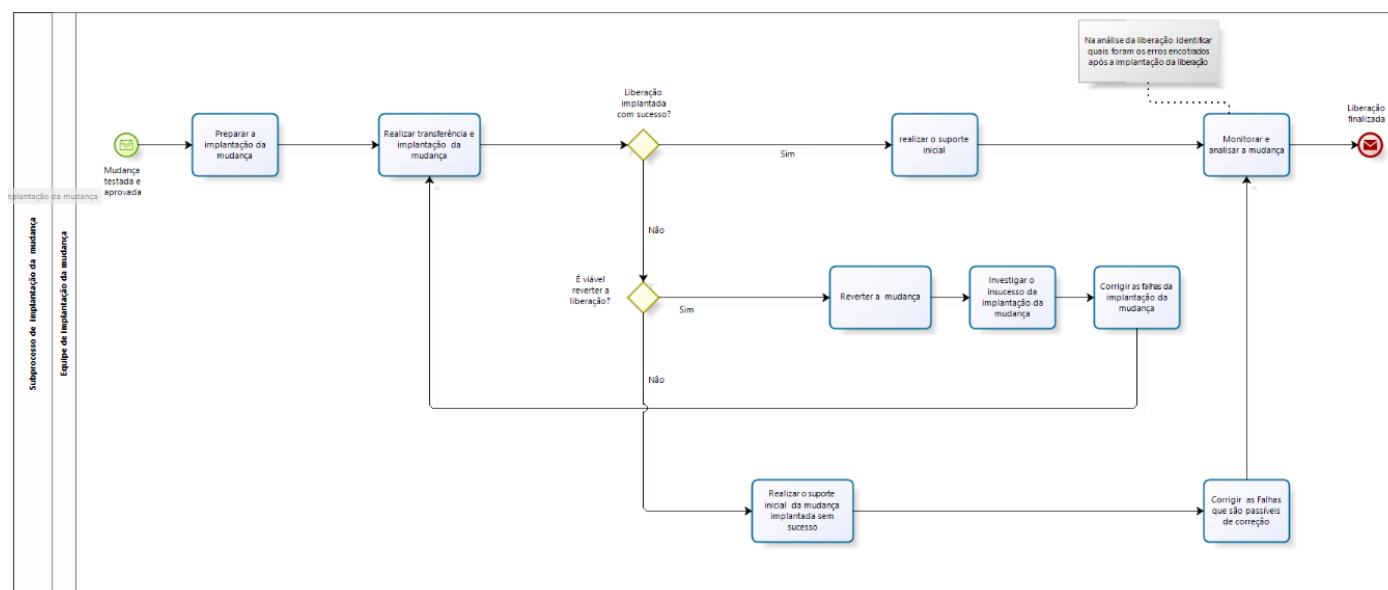 Na análise da liberação identificar
quais foram os erros encotrados
após a implantação da liberação
Liberação
implantada
com sucesso?
Liberação
finalizada
Preparar a
implantação da
mudança
Realizar transferência e
implantação da
mudança
realizar o suporte
inicial
Monitorar e
analisar a mudança
Sim
Mudança
testada e
aprovada
implantação da mudança
Subprocesso de implantação da mudança
Equipe de implantação da mudança
Não
É viável
reverter a
liberação?
Sim
Reverter a mudança
Investigar o
insucesso da
implantação da
mudança
Corrigir as falhas da
implantação da
mudança
Não
Realizar o suporte
inicial da mudança
implantada sem
sucesso
Corrigir as Falhas
que são passíveis
de correção